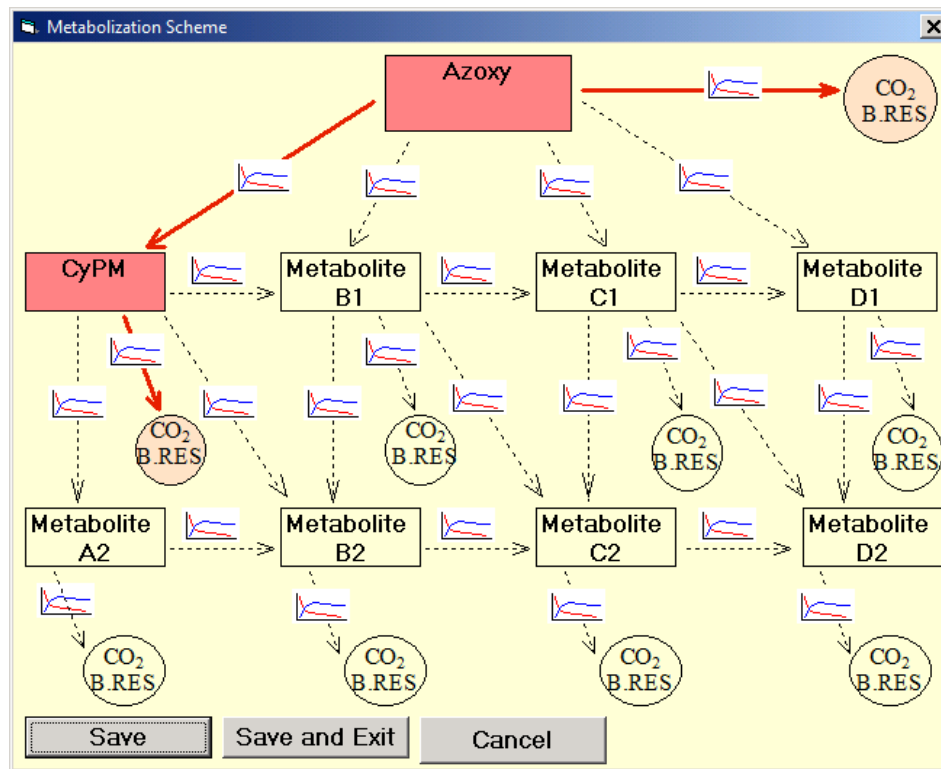 Metabolization Scheme
Azoxy
CO₂
B.RES
CyPM
Metabolite
B1
Metabolite
C1
Metabolite
D1
CO₂
B.RES
CO₂
B.RES
CO₂
B.RES
CO₂
B.RES
Metabolite
A2
Metabolite
B2
Metabolite
C2
Metabolite
D2
CO₂
B.RES
CO₂
B.RES
CO₂
B.RES
CO₂
B.RES
Save
Save and Exit
Cancel